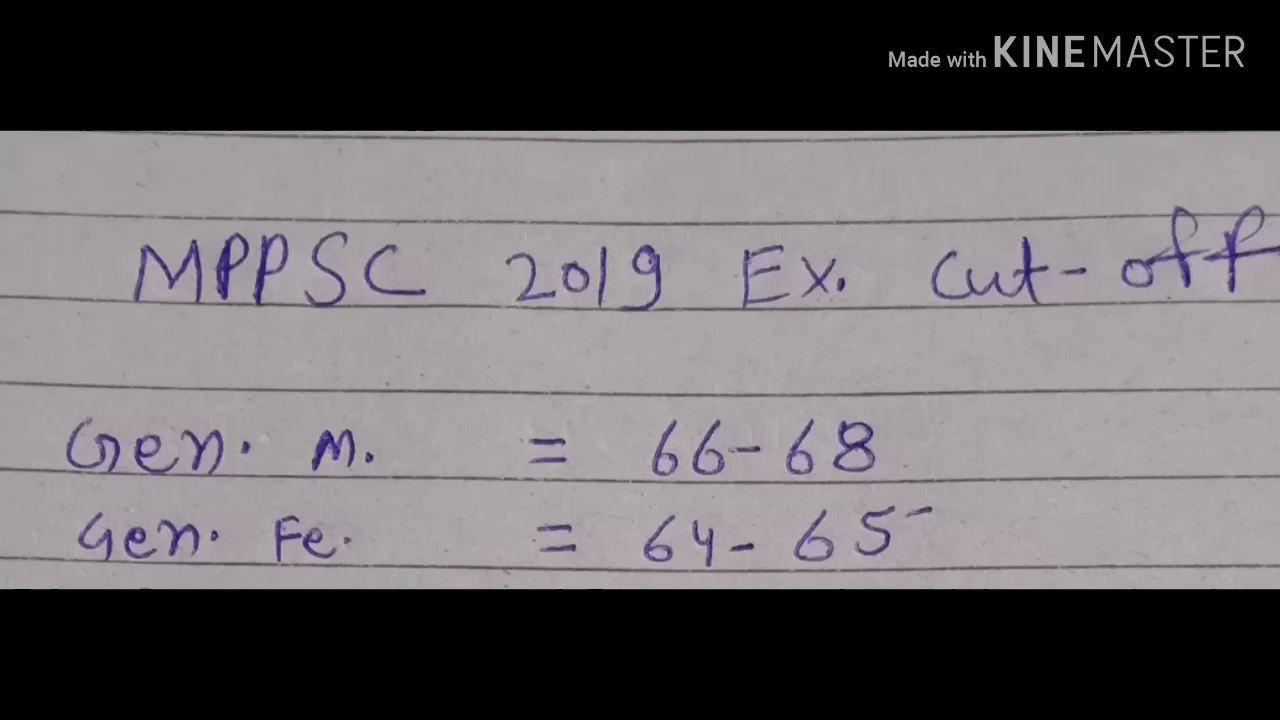 Made with KINEMASTER
MPPSC 2019 Ex. Cut-off
Gen. M. = 66-68
Gen. Fe. = 64-65